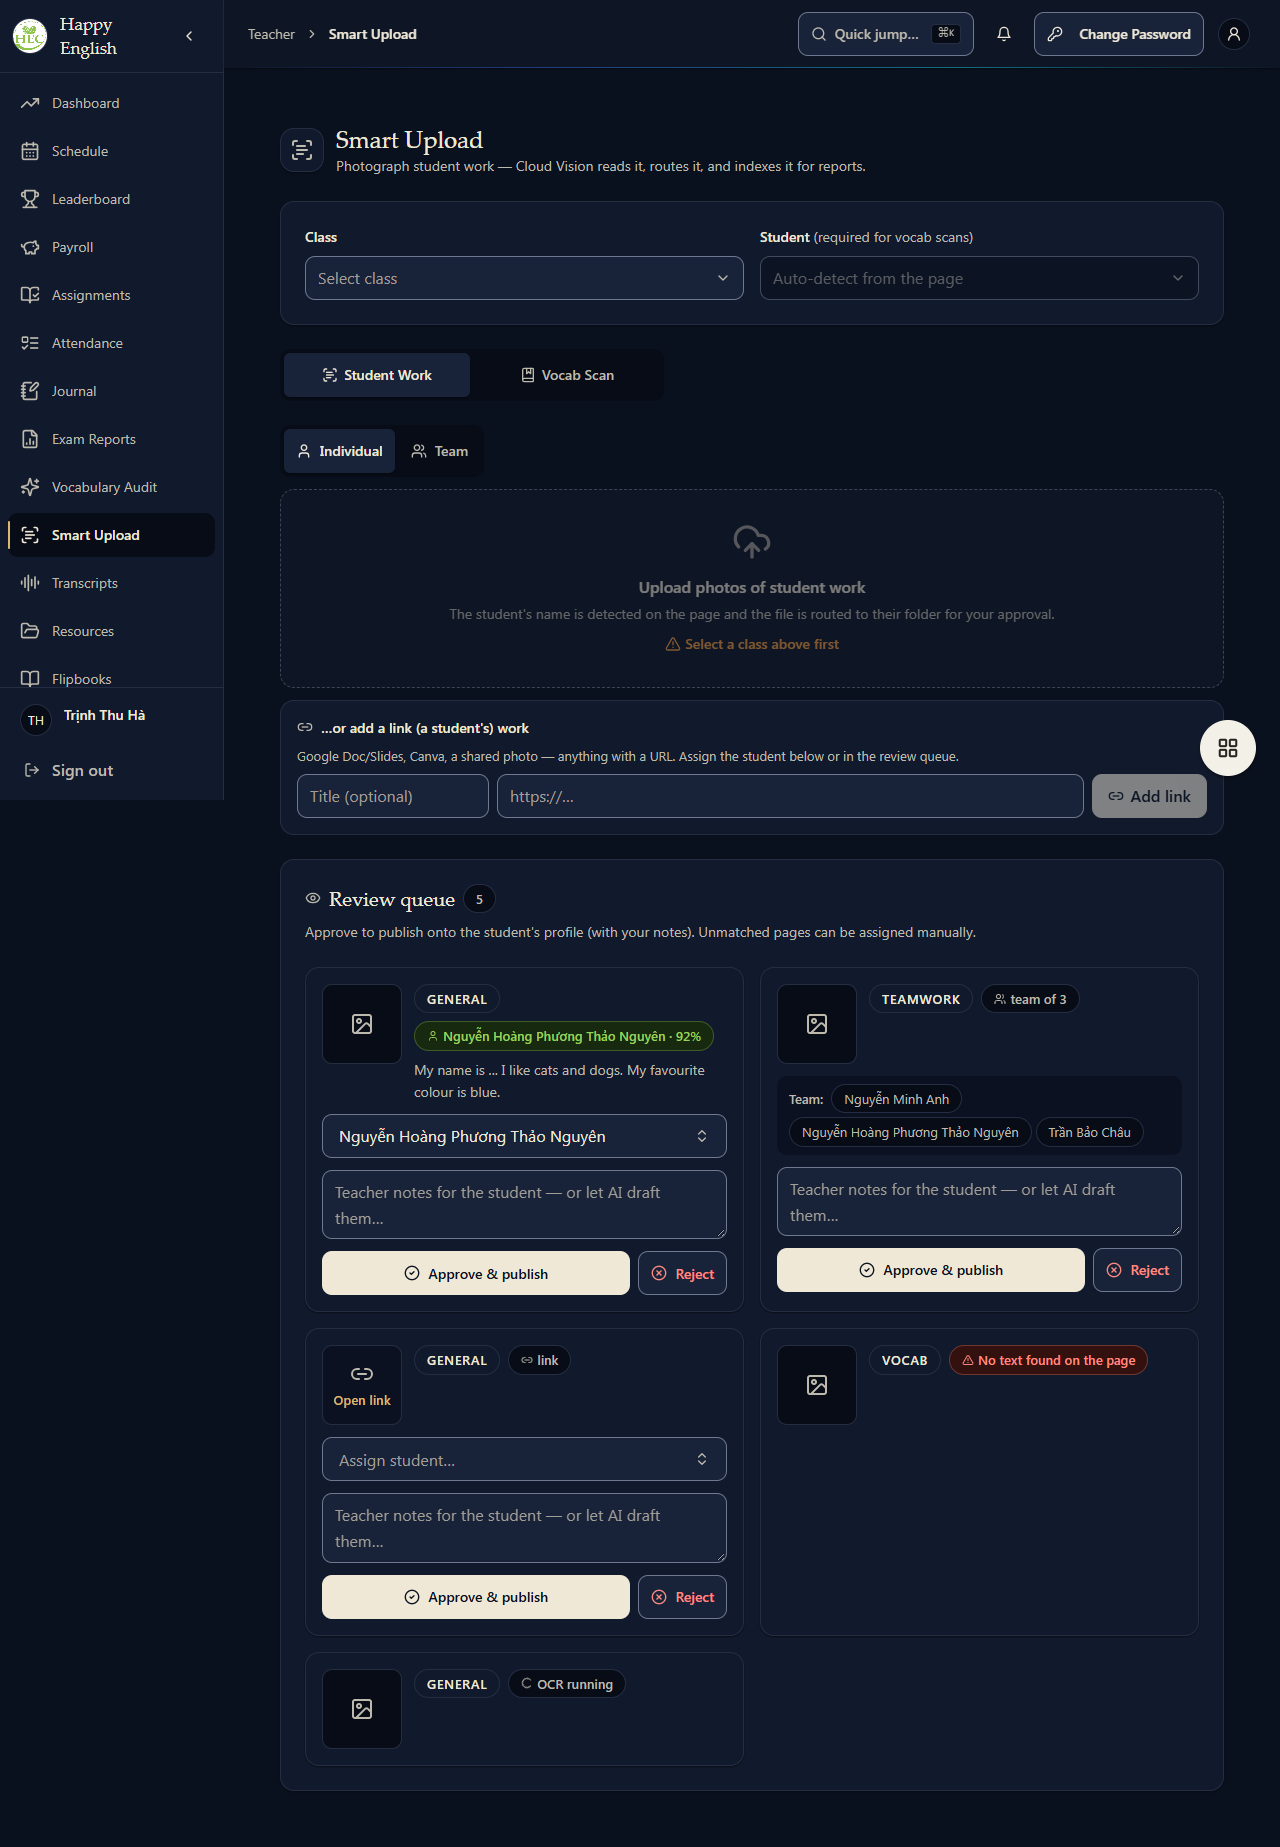 Happy
English
HEC
Dashboard
Schedule
Leaderboard
Payroll
Assignments
Attendance
Journal
Exam Reports
Vocabulary Audit
Smart Upload
Transcripts
Resources
Flipbooks
TH
Trịnh Thu Hà
Sign out
Teacher
Smart Upload
Quick jump...
⌘K
Change Password
Smart Upload
Photograph student work — Cloud Vision reads it, routes it, and indexes it for reports.
Class
Select class
Student (required for vocab scans)
Auto-detect from the page
Student Work
Vocab Scan
Individual
Team
Upload photos of student work
The student's name is detected on the page and the file is routed to their folder for your approval.
Select a class above first
...or add a link (a student's) work
Google Doc/Slides, Canva, a shared photo — anything with a URL. Assign the student below or in the review queue.
Title (optional)
https://...
Add link
Review queue
5
Approve to publish onto the student's profile (with your notes). Unmatched pages can be assigned manually.
GENERAL
Nguyễn Hoàng Phương Thảo Nguyên · 92%
My name is ... I like cats and dogs. My favourite
colour is blue.
Nguyễn Hoàng Phương Thảo Nguyên
Teacher notes for the student — or let AI draft
them...
Approve & publish
Reject
TEAMWORK
team of 3
Team:
Nguyễn Minh Anh
Nguyễn Hoàng Phương Thảo Nguyên
Trần Bảo Châu
Teacher notes for the student — or let AI draft
them...
Approve & publish
Reject
Open link
GENERAL
link
Assign student...
Teacher notes for the student — or let AI draft
them...
Approve & publish
Reject
VOCAB
No text found on the page
GENERAL
OCR running